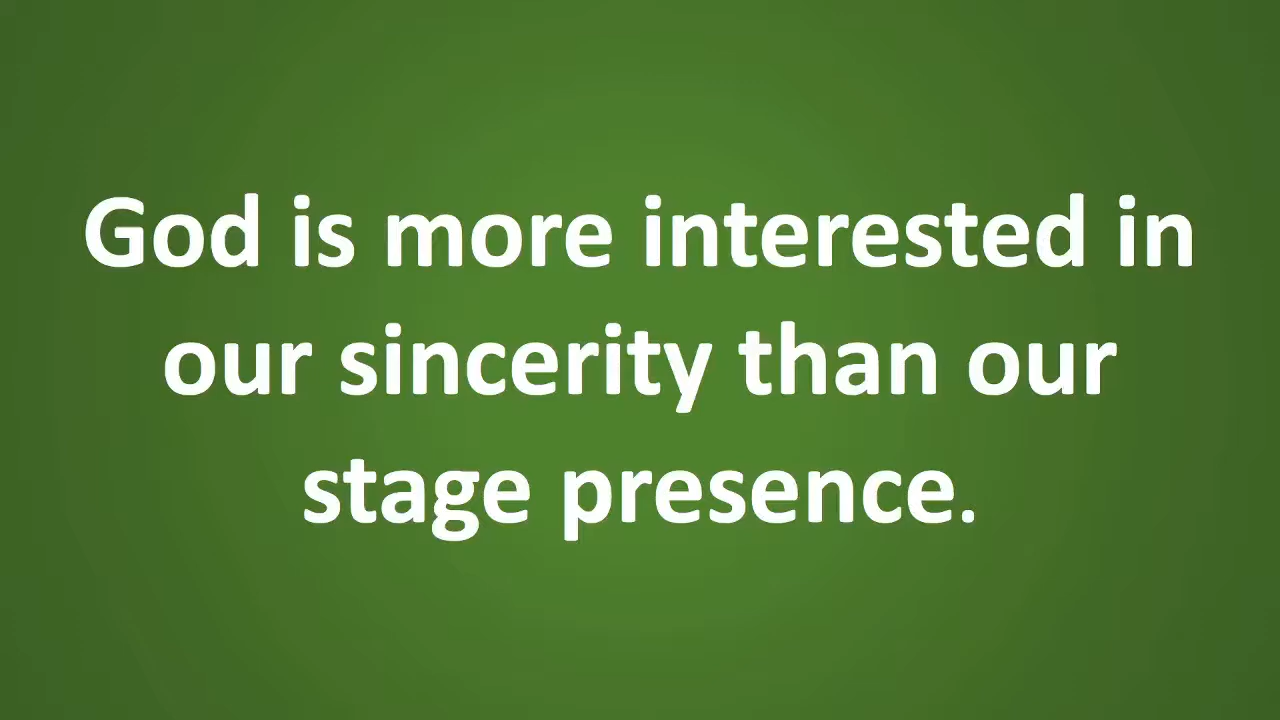 God is more interested in
our sincerity than our
stage presence.